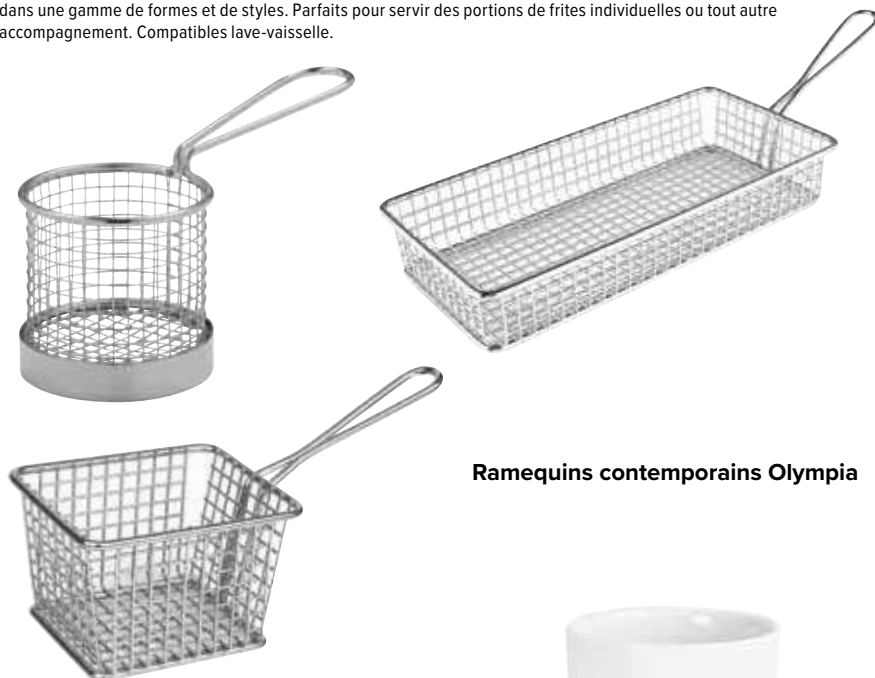 dans une gamme de formes et de styles. Parfaits pour servir des portions de frites individuelles ou tout autre
accompagnement. Compatibles lave-vaisselle.
Ramequins contemporains Olympia